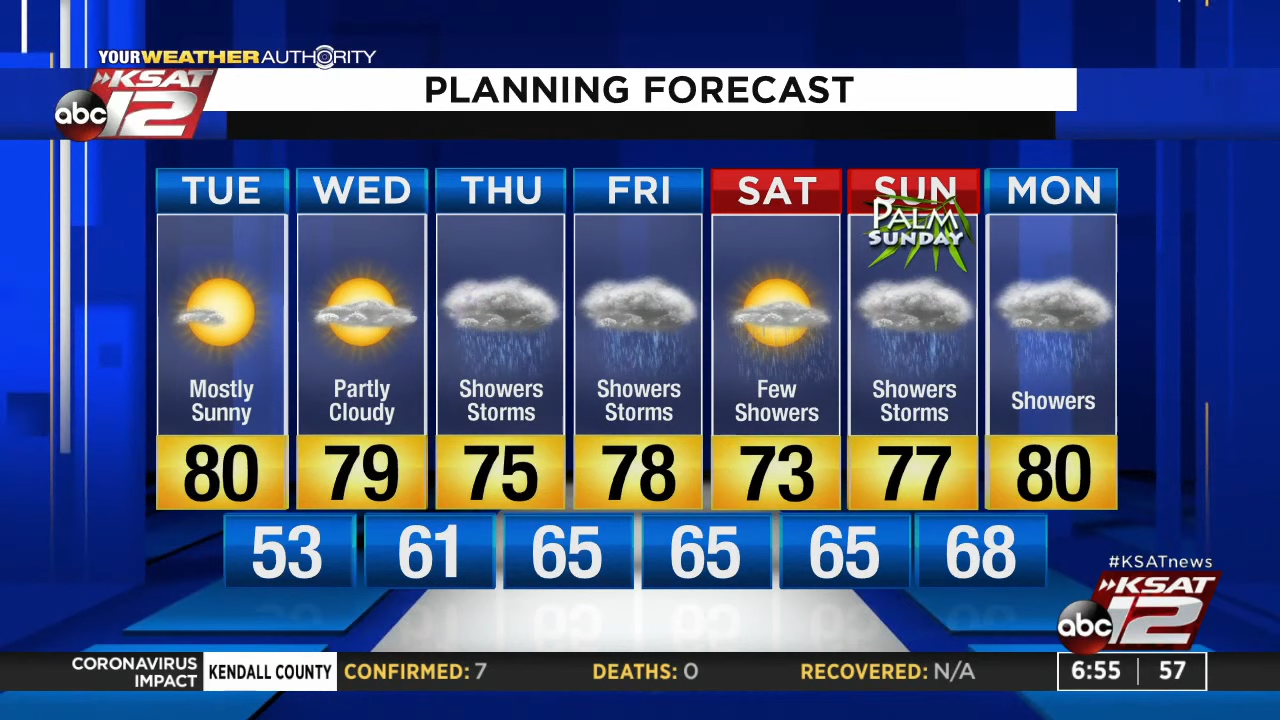 YOURWEATHERAUTHORITY
KSAT
abc 12
PLANNING FORECAST
TUE WED THU FRI SAT SUN MON
PALM
SUNDAY
Mostly Sunny
Partly Cloudy
Showers Storms
Showers Storms
Few Showers
Showers Storms
Showers
80 79 75 78 73 77 80
53 61 65 65 65 68
#KSATnews
KSAT
abc 12
CORONAVIRUS IMPACT KENDALL COUNTY CONFIRMED: 7 DEATHS: 0 RECOVERED: N/A 6:55 57